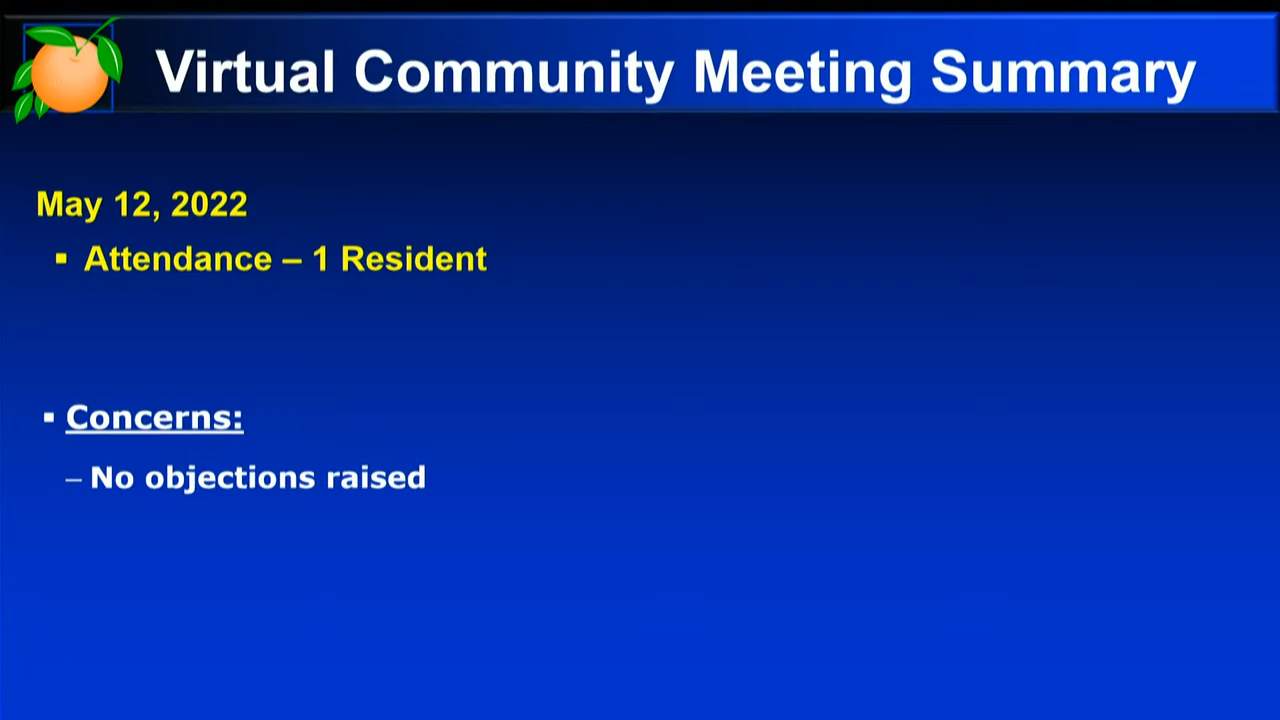 Virtual Community Meeting Summary
May 12, 2022
▪ Attendance – 1 Resident
▪ Concerns:
– No objections raised